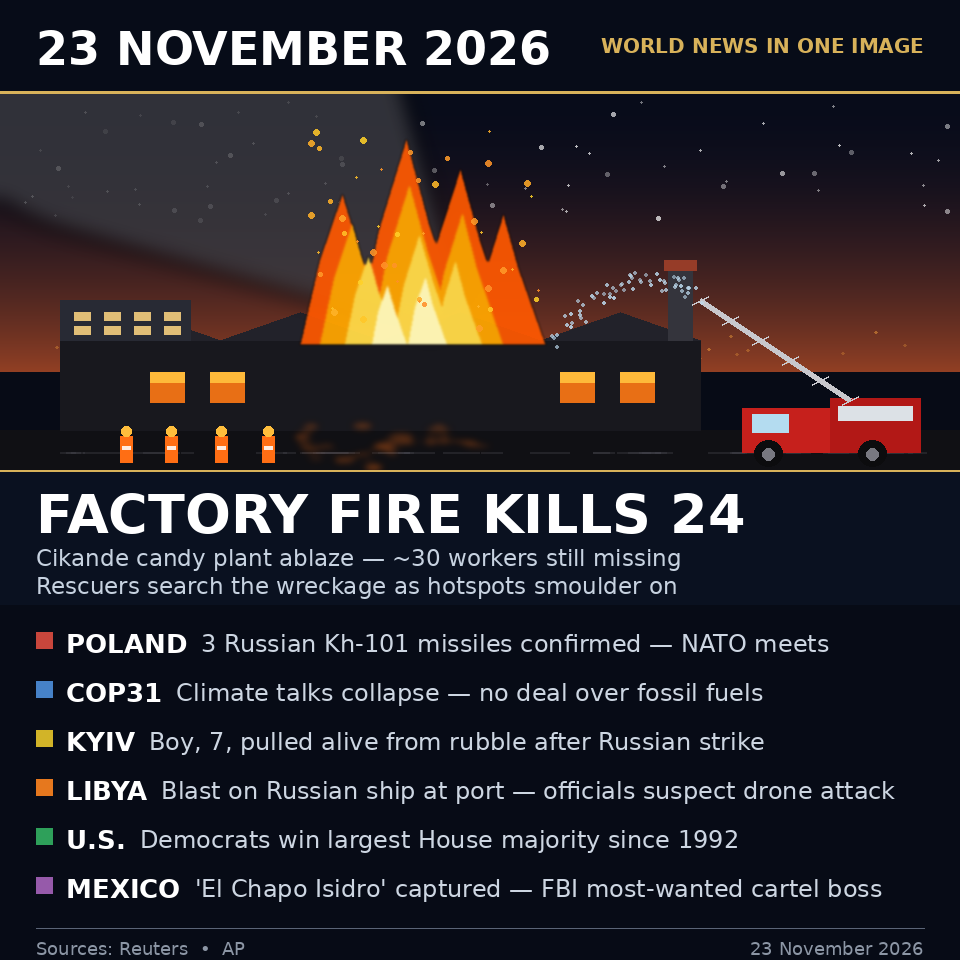 23 NOVEMBER 2026
WORLD NEWS IN ONE IMAGE
FACTORY FIRE KILLS 24
Cikande candy plant ablaze — ~30 workers still missing
Rescuers search the wreckage as hotspots smoulder on
POLAND 3 Russian Kh-101 missiles confirmed — NATO meets
COP31 Climate talks collapse — no deal over fossil fuels
KYIV Boy, 7, pulled alive from rubble after Russian strike
LIBYA Blast on Russian ship at port — officials suspect drone attack
U.S. Democrats win largest House majority since 1992
MEXICO 'El Chapo Isidro' captured — FBI most-wanted cartel boss
Sources: Reuters • AP
23 November 2026